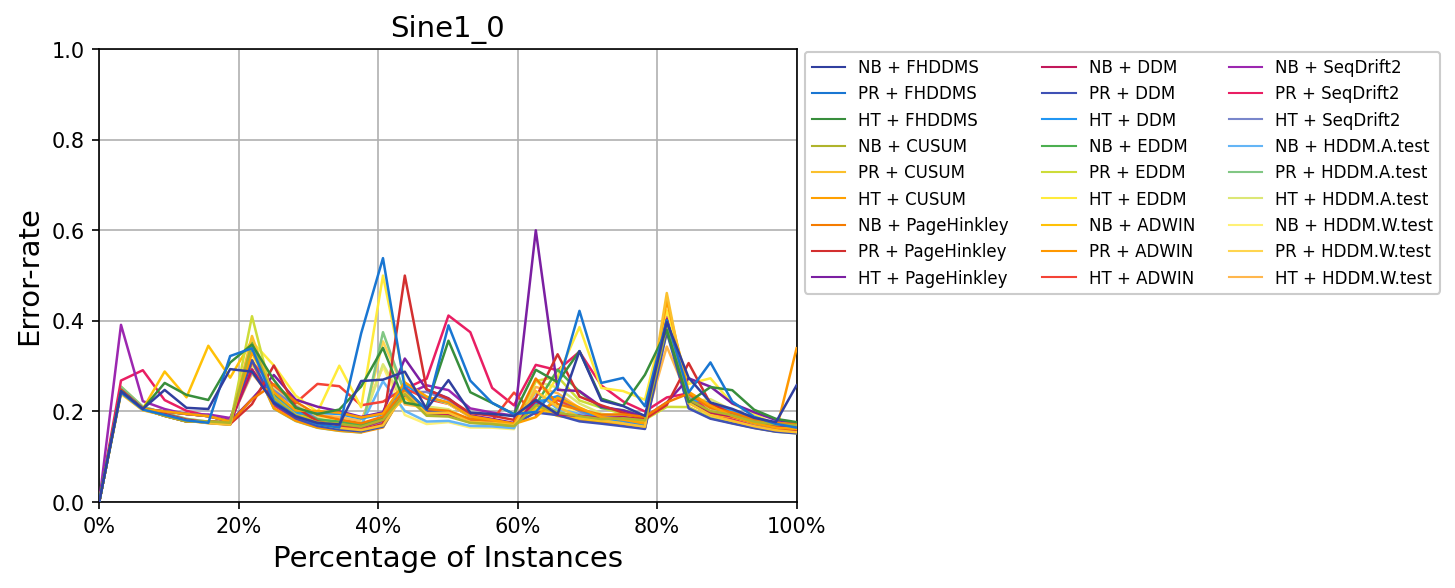 Sine1_0
1.0
0.8
0.6
0.4
0.2
0.0
Error-rate
0%
20%
40%
60%
80%
100%
Percentage of Instances
NB + FHDDMS
PR + FHDDMS
HT + FHDDMS
NB + CUSUM
PR + CUSUM
HT + CUSUM
NB + PageHinkley
PR + PageHinkley
HT + PageHinkley
NB + DDM
PR + DDM
HT + DDM
NB + EDDM
PR + EDDM
HT + EDDM
NB + ADWIN
PR + ADWIN
HT + ADWIN
NB + SeqDrift2
PR + SeqDrift2
HT + SeqDrift2
NB + HDDM.A.test
PR + HDDM.A.test
HT + HDDM.A.test
NB + HDDM.W.test
PR + HDDM.W.test
HT + HDDM.W.test